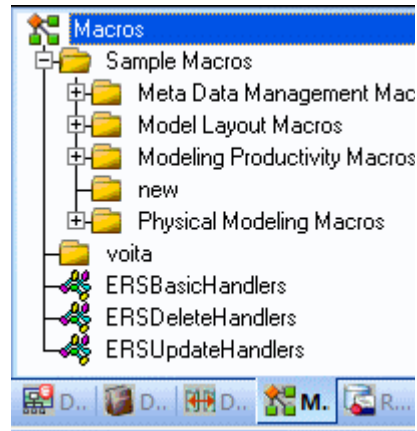 Macros
Sample Macros
Meta Data Management Mac
Model Layout Macros
Modeling Productivity Macros
new
Physical Modeling Macros
voita
ERSBasicHandlers
ERSDeleteHandlers
ERSUpdateHandlers
D.. D.. D.. M. R...